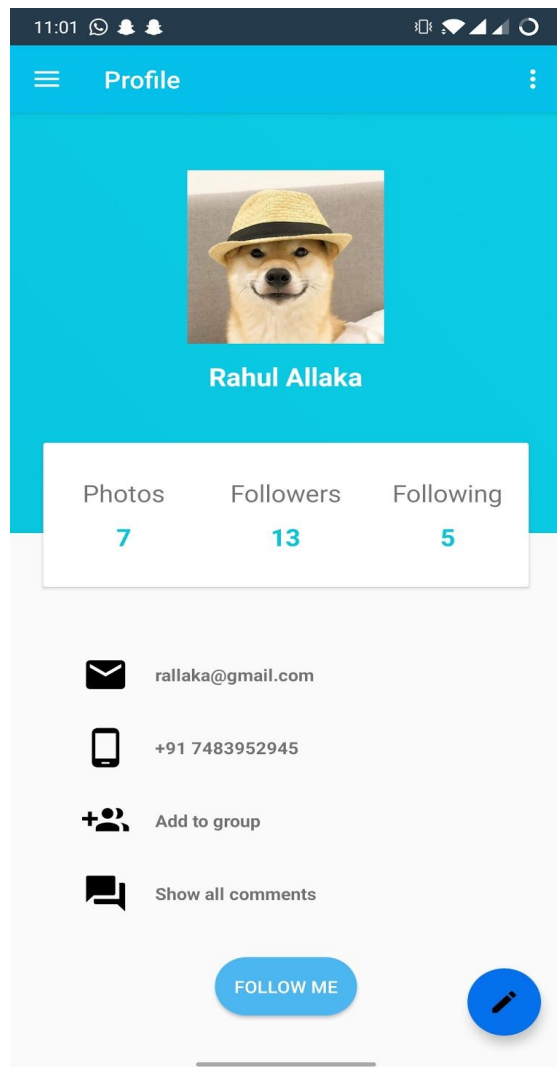 11:01
Profile
Rahul Allaka
Photos Followers Following
7 13 5
rallaka@gmail.com
+91 7483952945
Add to group
Show all comments
FOLLOW ME